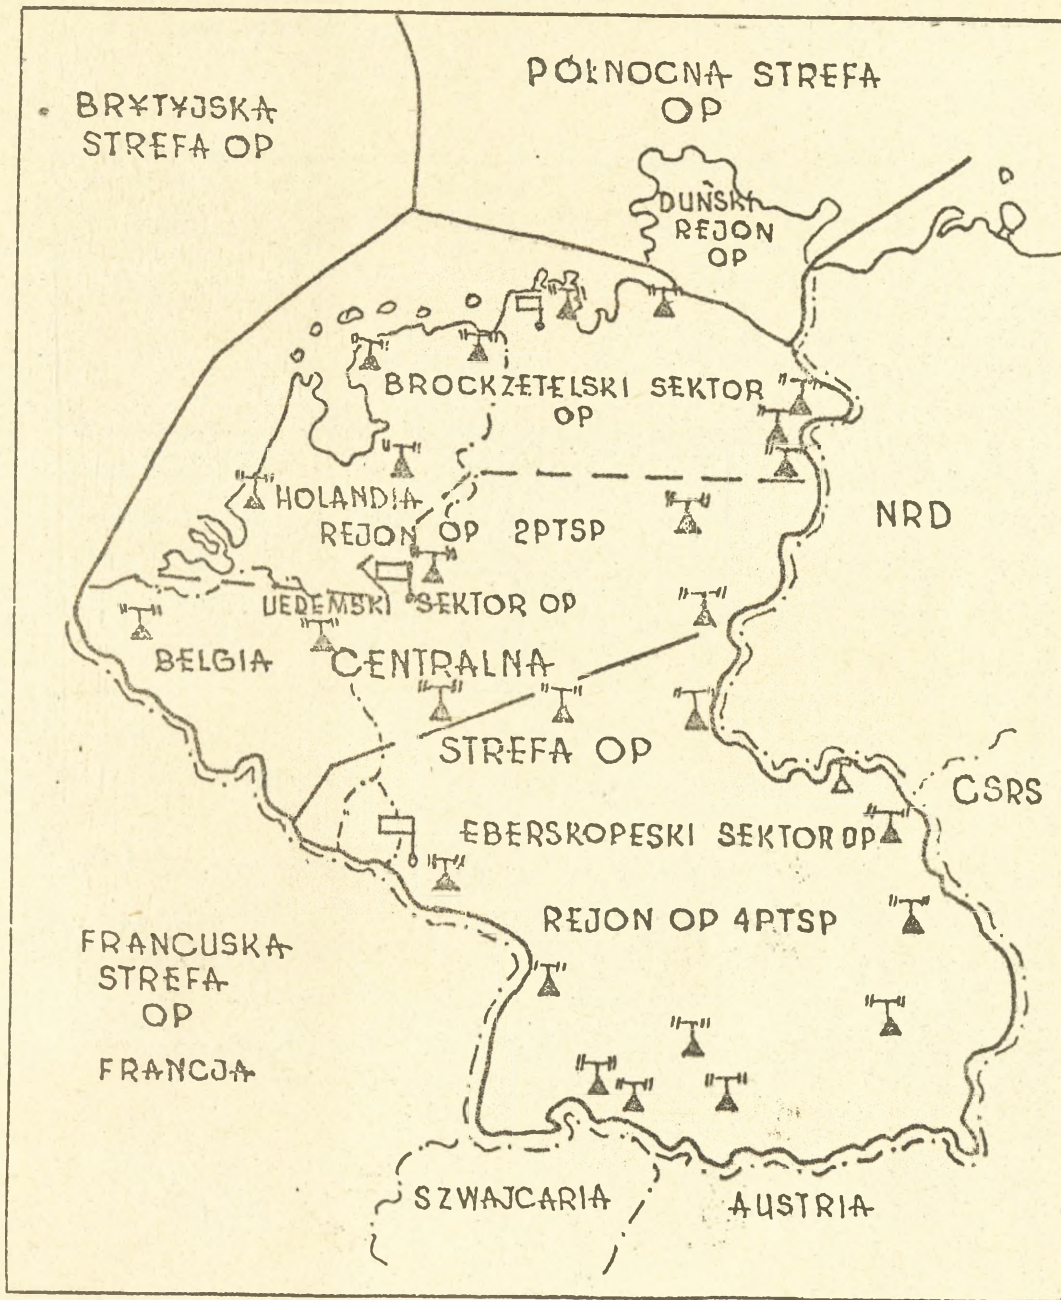 BRYTYJSKA
STREFA OP
PÓŁNOCNA STREFA
OP
DUŃSKI
REJON
OP
BROCKZETELSKI SEKTOR
OP
HOLANDIA
REJON OP 2PTSP
NRD
UEDEMSKI SEKTOR OP
BELGIA
CENTRALNA
STREFA OP
CSRS
EBERSKOPESKI SEKTOR OP
REJON OP 4PTSP
FRANCUSKA
STREFA
OP
FRANCJA
SZWAJCARIA
AUSTRIA